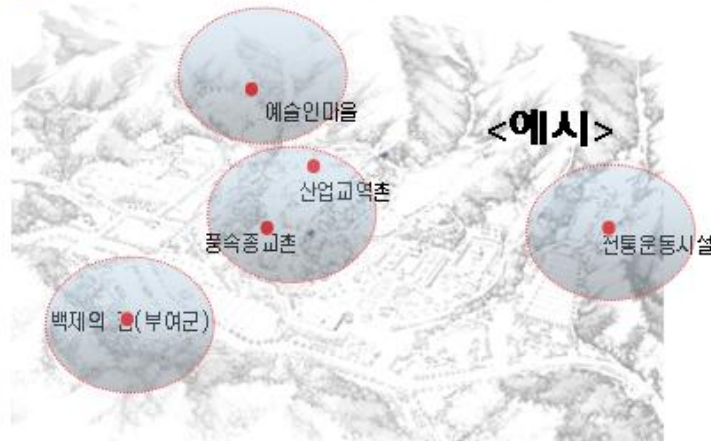 예술인마을
<예시>
산업교역촌
풍속종교촌
전통운동시설
백제의 (부여군)